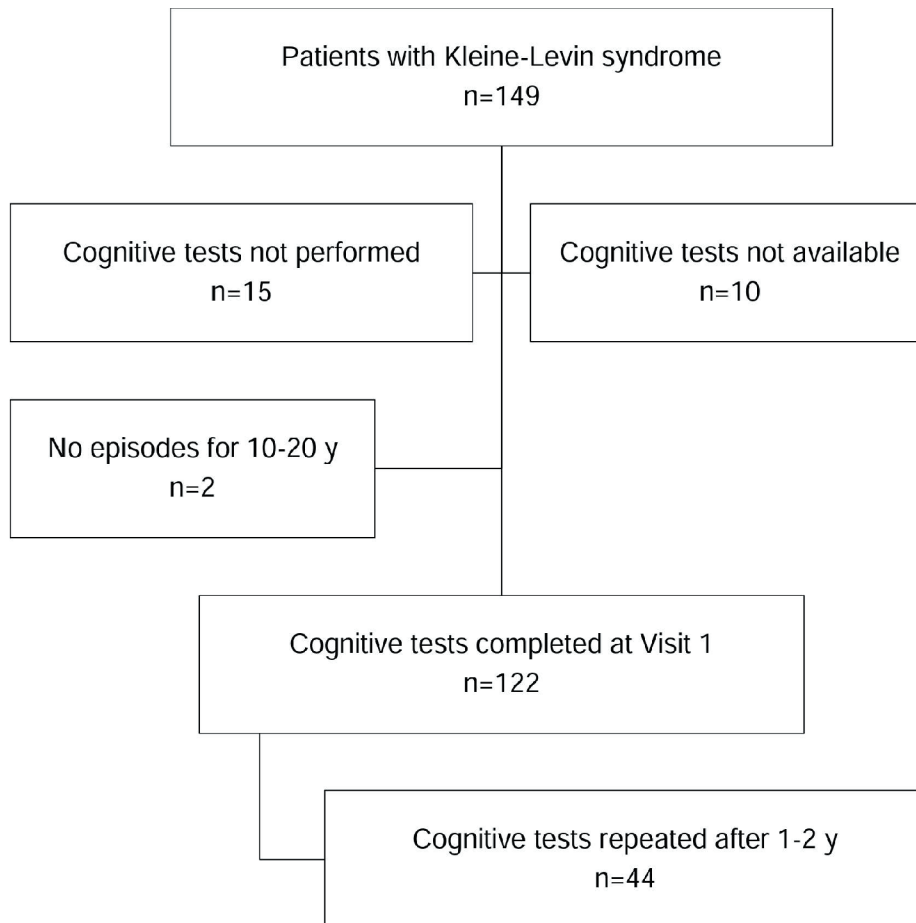 Patients with Kleine-Levin syndrome
n=149
Cognitive tests not performed
n=15
Cognitive tests not available
n=10
No episodes for 10-20 y
n=2
Cognitive tests completed at Visit 1
n=122
Cognitive tests repeated after 1-2 y
n=44